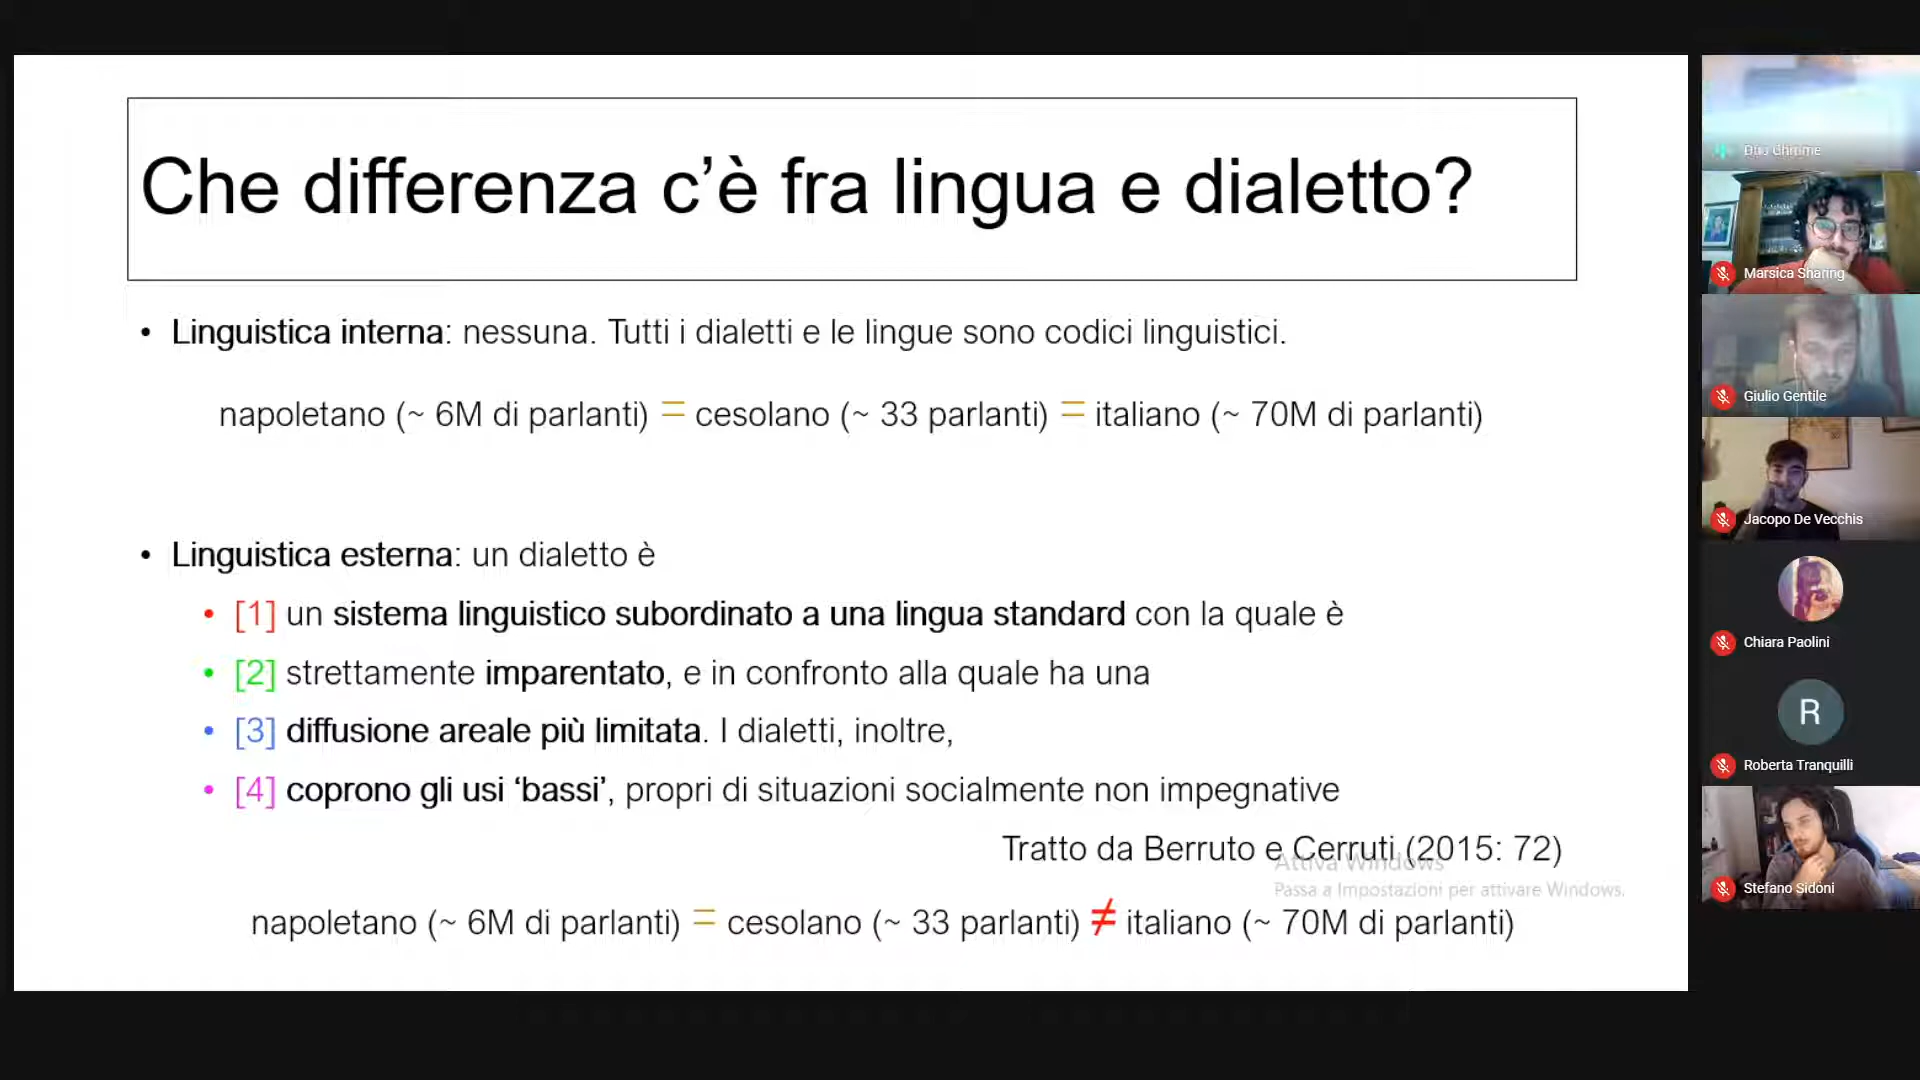 Che differenza c’è fra lingua e dialetto?
• Linguistica interna: nessuna. Tutti i dialetti e le lingue sono codici linguistici.
napoletano (~ 6M di parlanti) = cesolano (~ 33 parlanti) = italiano (~ 70M di parlanti)
• Linguistica esterna: un dialetto è
• [1] un sistema linguistico subordinato a una lingua standard con la quale è
• [2] strettamente imparentato, e in confronto alla quale ha una
• [3] diffusione areale più limitata. I dialetti, inoltre,
• [4] coprono gli usi ‘bassi’, propri di situazioni socialmente non impegnative
Tratto da Berruto e Cerruti (2015: 72)
napoletano (~ 6M di parlanti) = cesolano (~ 33 parlanti) ≠ italiano (~ 70M di parlanti)
Attiva Windows
Passa a Impostazioni per attivare Windows.
Marsica Sharing
Giulio Gentile
Jacopo De Vecchis
Chiara Paolini
R
Roberta Tranquilli
Stefano Sidoni